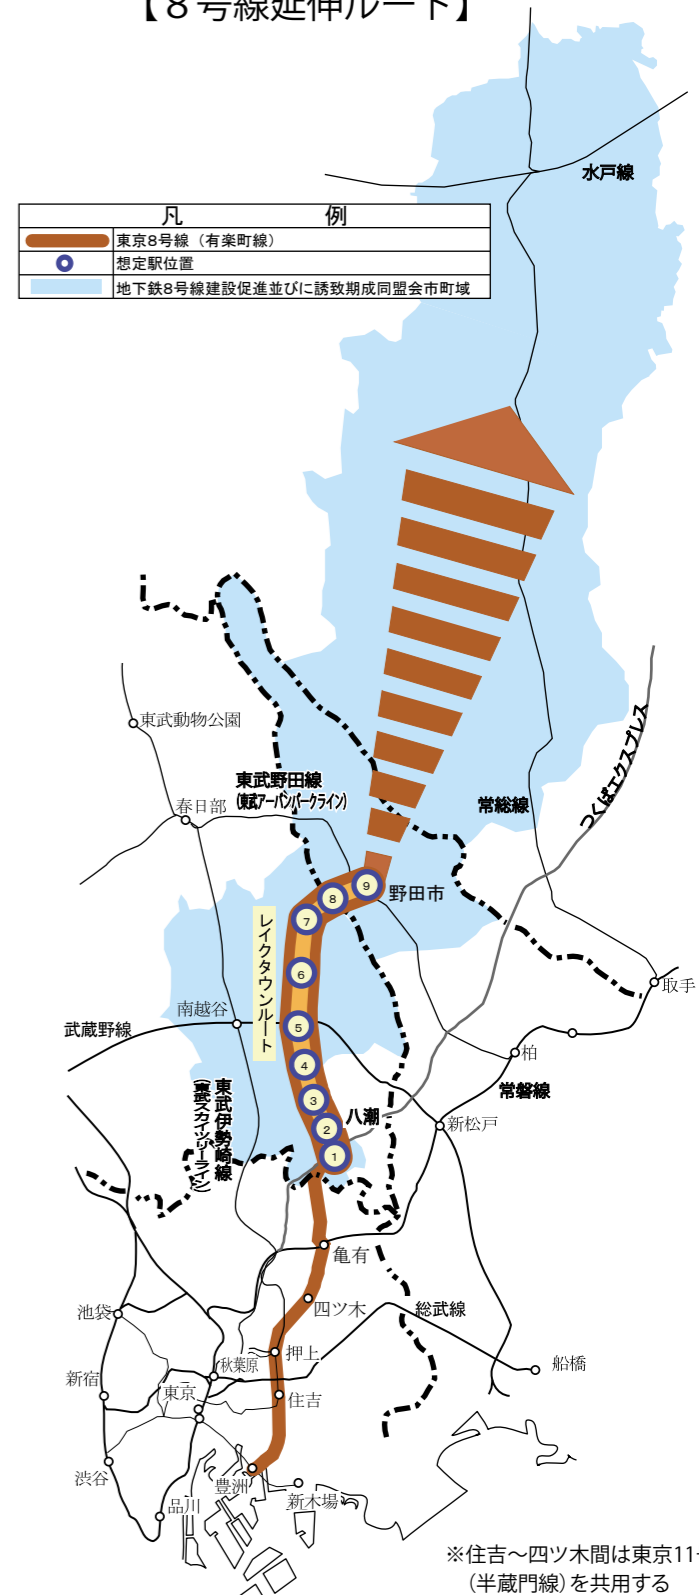 【８号線延伸ルート】
水戸線
凡 例
東京8号線（有楽町線）
想定駅位置
地下鉄8号線建設促進並びに誘致期成同盟会市町域
つくばエクスプレス
東武動物公園
東武野田線
(東武アーバンパークライン)
常総線
春日部
9
野田市
8
7
レイクタウンルート
6
取手
南越谷
5
武蔵野線
柏
4
常磐線
東武伊勢崎線
(東武スカイツリーライン)
3
八潮
新松戸
2
1
亀有
四ツ木
総武線
池袋
押上
秋葉原
船橋
新宿
東京
住吉
渋谷
豊洲
新木場
品川
※住吉～四ツ木間は東京11
(半蔵門線)を共用する